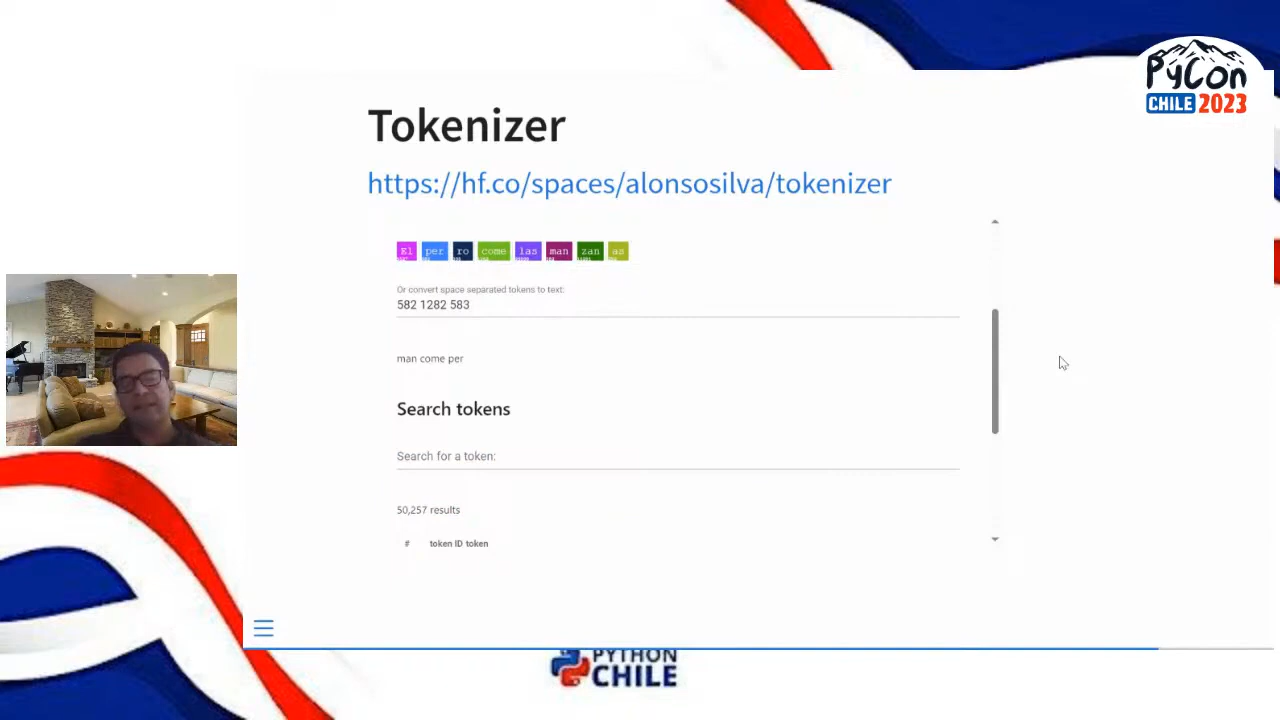 PyCon
CHILE 2023
Tokenizer
https://hf.co/spaces/alonsosilva/tokenizer
El per ro come las man zan as
Or convert space separated tokens to text:
582 1282 583
man come per
Search tokens
Search for a token:
50,257 results
# token ID token
PYTHON
CHILE